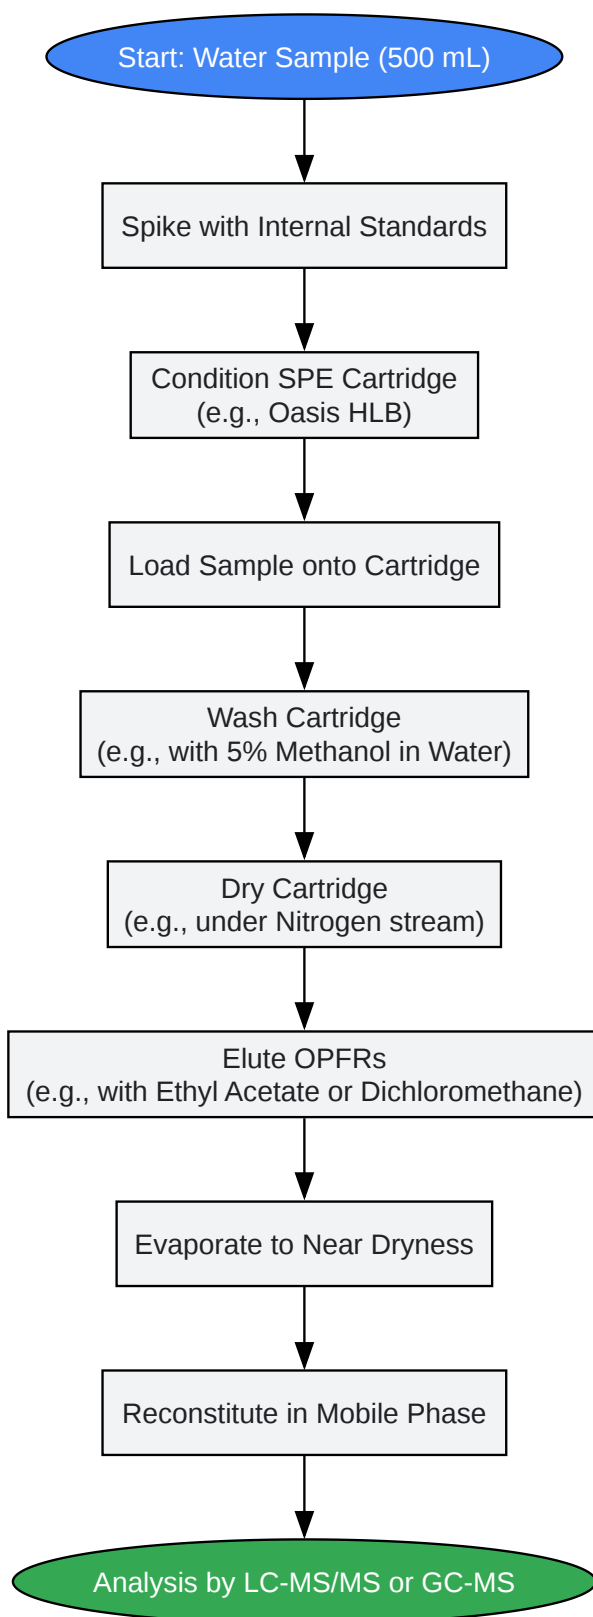 Start: Water Sample (500 mL)
Spike with Internal Standards
Condition SPE Cartridge
(e.g., Oasis HLB)
Load Sample onto Cartridge
Wash Cartridge
(e.g., with 5% Methanol in Water)
Dry Cartridge
(e.g., under Nitrogen stream)
Elute OPFRs
(e.g., with Ethyl Acetate or Dichloromethane)
Evaporate to Near Dryness
Reconstitute in Mobile Phase
Analysis by LC-MS/MS or GC-MS